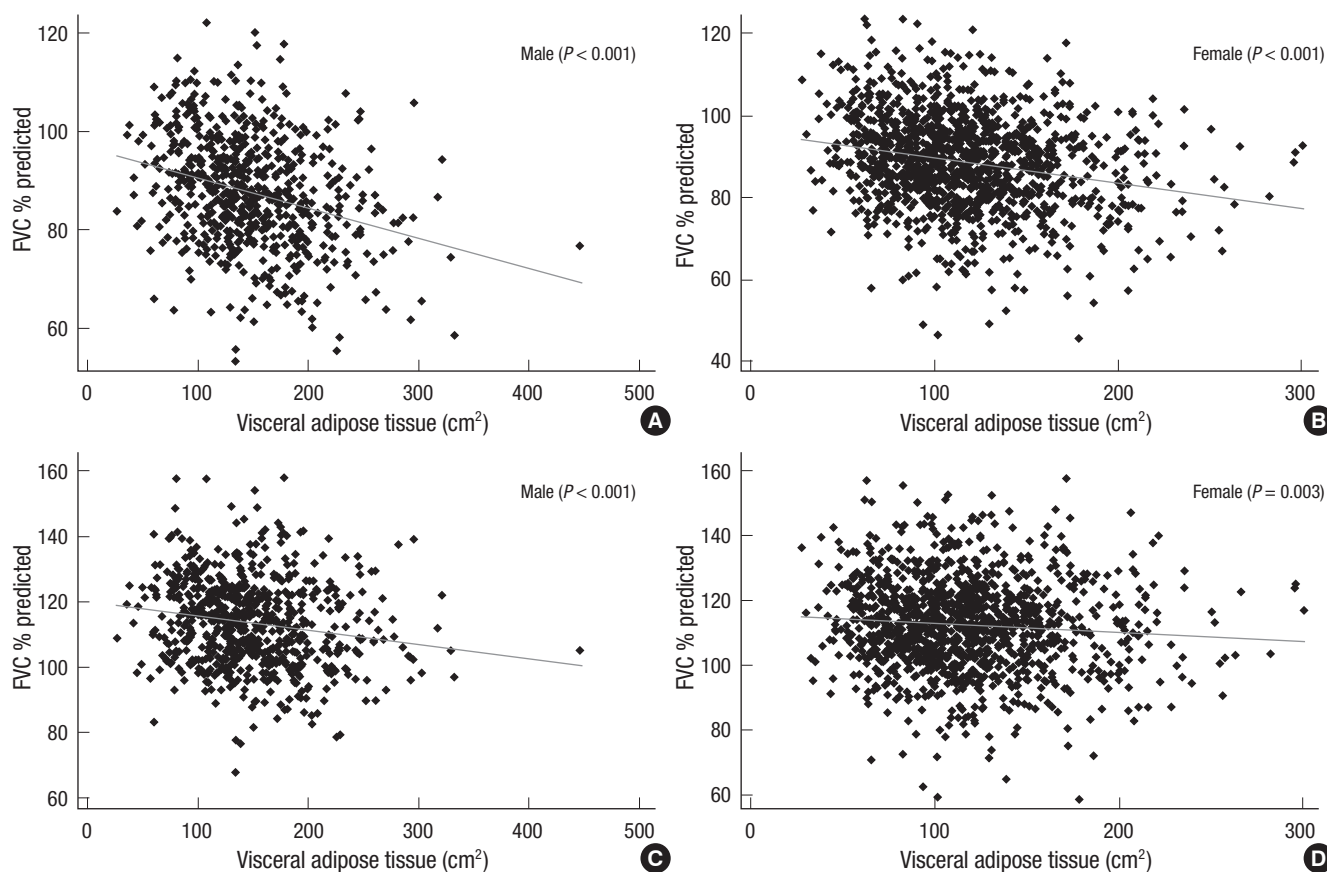 120
100
80
60
FVC % predicted
Male (P < 0.001)
0 100 200 300 400 500
Visceral adipose tissue (cm²)
A
120
100
80
60
40
FVC % predicted
Female (P < 0.001)
0 100 200 300
Visceral adipose tissue (cm²)
B
160
140
120
100
80
60
FVC % predicted
Male (P < 0.001)
0 100 200 300 400 500
Visceral adipose tissue (cm²)
C
160
140
120
100
80
60
FVC % predicted
Female (P = 0.003)
0 100 200 300
Visceral adipose tissue (cm²)
D